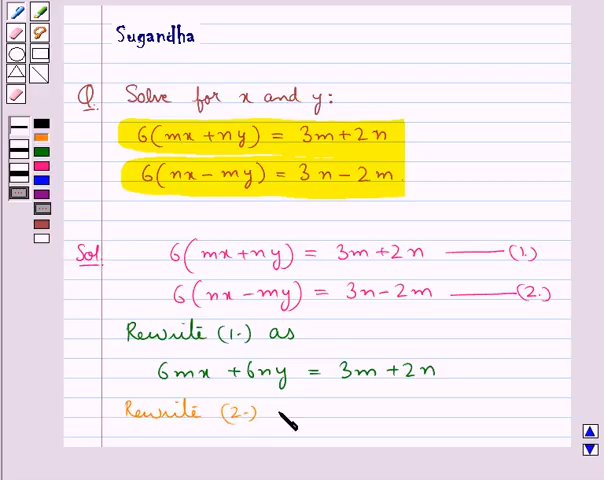 Sugandha
Q. Solve for x and y:
6(mx + ny) = 3m + 2n
6(nx - my) = 3n - 2m
Sol. 6(mx + ny) = 3m + 2n ——— (1.)
6(nx - my) = 3n - 2m ——— (2.)
Rewrite (1.) as
6mx + 6ny = 3m + 2n
Rewrite (2.)